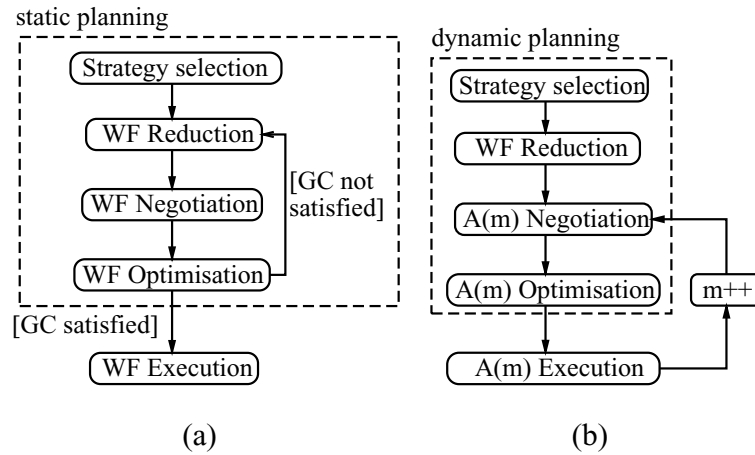 static planning
Strategy selection
WF Reduction
[GC not
satisfied]
WF Negotiation
WF Optimisation
[GC satisfied]
WF Execution
(a)
dynamic planning
Strategy selection
WF Reduction
A(m) Negotiation
A(m) Optimisation
m++
A(m) Execution
(b)